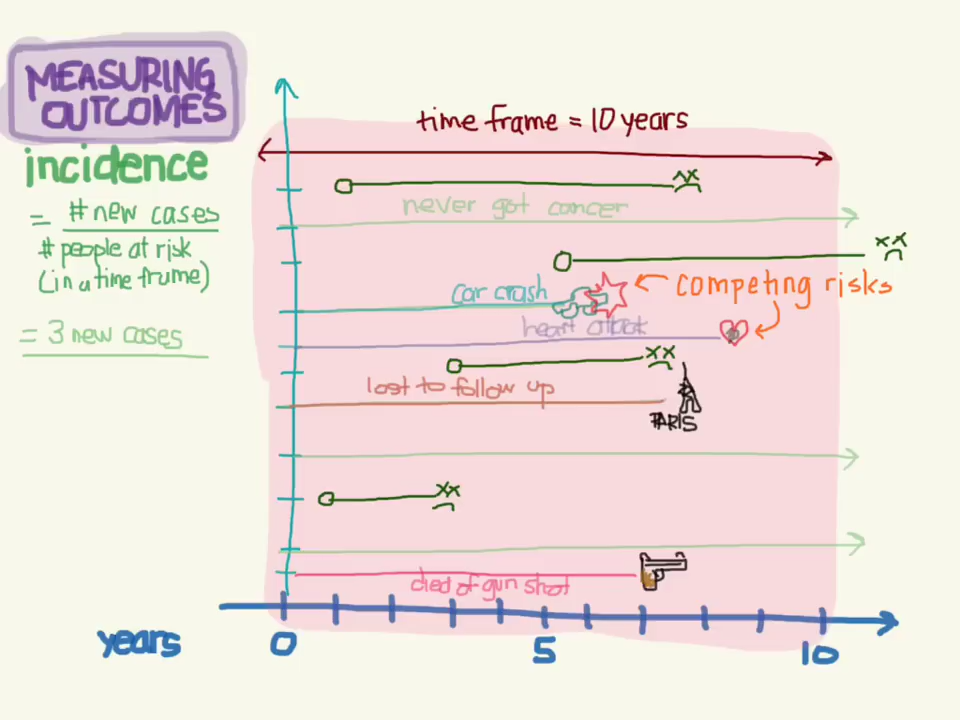 MEASURING
OUTCOMES
incidence
= # new cases
# people at risk
(in a time frame)
= 3 new cases
time frame = 10 years
never got cancer
car crash
competing risks
heart attack
lost to follow up
PARIS
died of gun shot
years
0
5
10